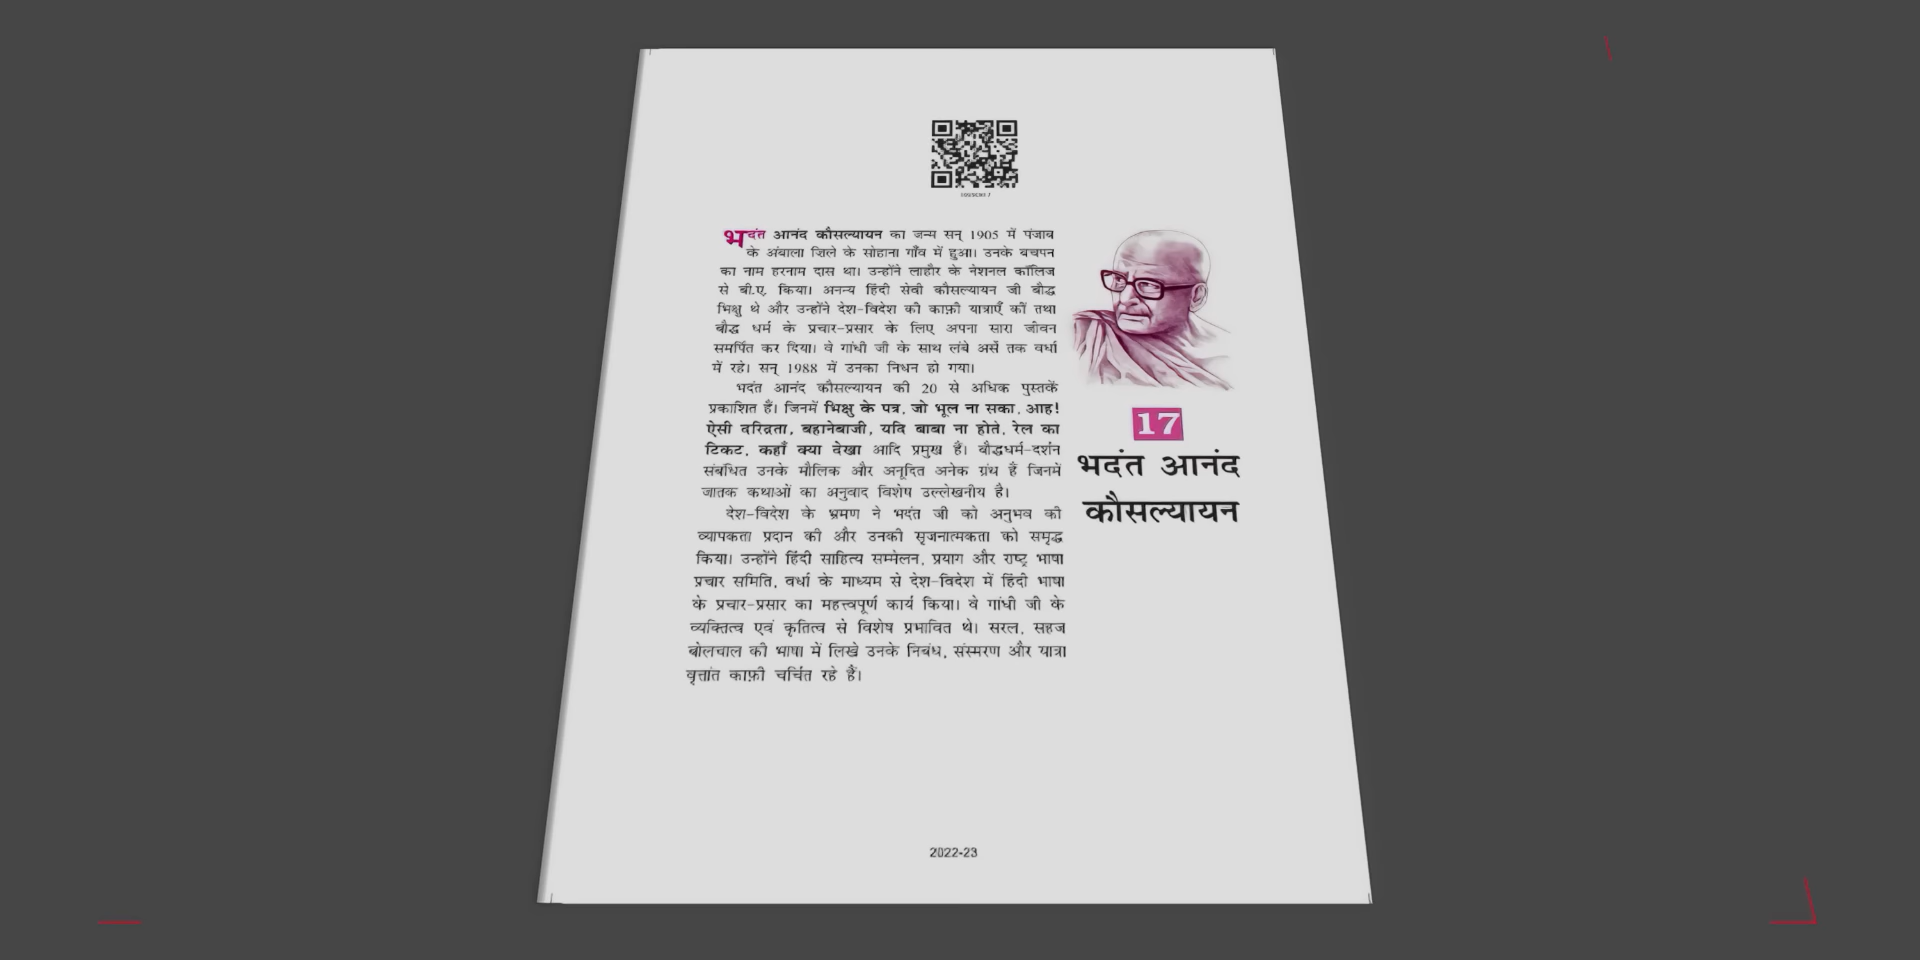 भदंत आनंद कौसल्यायन का जन्म सन् 1905 में पंजाब
के अंबाला ज़िले के सोहाना गाँव में हुआ। उनके बचपन
का नाम हरनाम दास था। उन्होंने लाहौर के नेशनल कॉलिज
से बी.ए. किया। अनन्य हिंदी सेवी कौसल्यायन जी बौद्ध
भिक्षु थे और उन्होंने देश-विदेश की काफ़ी यात्राएँ कीं तथा
बौद्ध धर्म के प्रचार-प्रसार के लिए अपना सारा जीवन
समर्पित कर दिया। वे गांधी जी के साथ लंबे अर्से तक वर्धा
में रहे। सन् 1988 में उनका निधन हो गया।
भदंत आनंद कौसल्यायन की 20 से अधिक पुस्तकें
प्रकाशित हैं। जिनमें भिक्षु के पत्र, जो भूल ना सका, आह!
ऐसी दरिद्रता, बहानेबाजी, यदि बाबा ना होते, रेल का
टिकट, कहाँ क्या देखा आदि प्रमुख हैं। बौद्धधर्म-दर्शन
संबंधित उनके मौलिक और अनूदित अनेक ग्रंथ हैं जिनमें
जातक कथाओं का अनुवाद विशेष उल्लेखनीय है।
देश-विदेश के भ्रमण ने भदंत जी को अनुभव की
व्यापकता प्रदान की और उनकी सृजनात्मकता को समृद्ध
किया। उन्होंने हिंदी साहित्य सम्मेलन, प्रयाग और राष्ट्र भाषा
प्रचार समिति, वर्धा के माध्यम से देश-विदेश में हिंदी भाषा
के प्रचार-प्रसार का महत्त्वपूर्ण कार्य किया। वे गांधी जी के
व्यक्तित्व एवं कृतित्व से विशेष प्रभावित थे। सरल, सहज
बोलचाल की भाषा में लिखे उनके निबंध, संस्मरण और यात्रा
वृत्तांत काफ़ी चर्चित रहे हैं।
17
भदंत आनंद
कौसल्यायन
2022-23